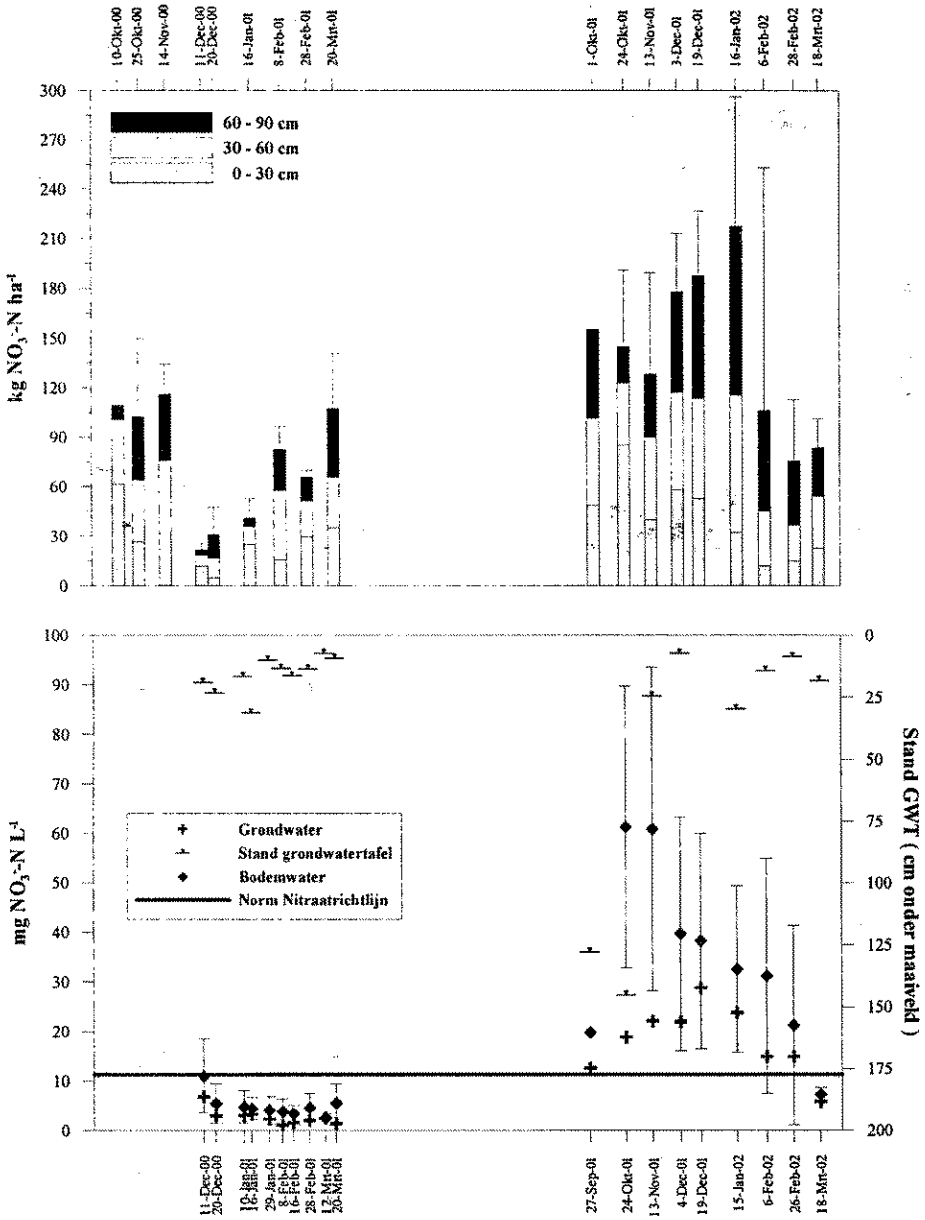 10-Okt-00
25-Okt-00
14-Nov-00
11-Dec-00
20-Dec-00
16-Jan-01
8-Feb-01
28-Feb-01
20-Mrt-01
1-Okt-01
24-Okt-01
13-Nov-01
3-Dec-01
19-Dec-01
16-Jan-02
6-Feb-02
28-Feb-02
18-Mrt-02
300
270
240
210
180
150
120
90
60
30
0
kg NO₃⁻-N ha⁻¹
60 - 90 cm
30 - 60 cm
0 - 30 cm
100
90
80
70
60
50
40
30
20
10
0
mg NO₃⁻-N L⁻¹
Grondwater
Stand grondwatertafel
Bodemwater
Norm Nitraatrichtlijn
0
25
50
75
100
125
150
175
200
Stand GWT ( cm onder maaiveld )
11-Dec-00
20-Dec-00
10-Jan-01
16-Jan-01
29-Jan-01
8-Feb-01
16-Feb-01
28-Feb-01
12-Mrt-01
20-Mrt-01
27-Sep-01
24-Okt-01
13-Nov-01
4-Dec-01
19-Dec-01
15-Jan-02
6-Feb-02
26-Feb-02
18-Mrt-02